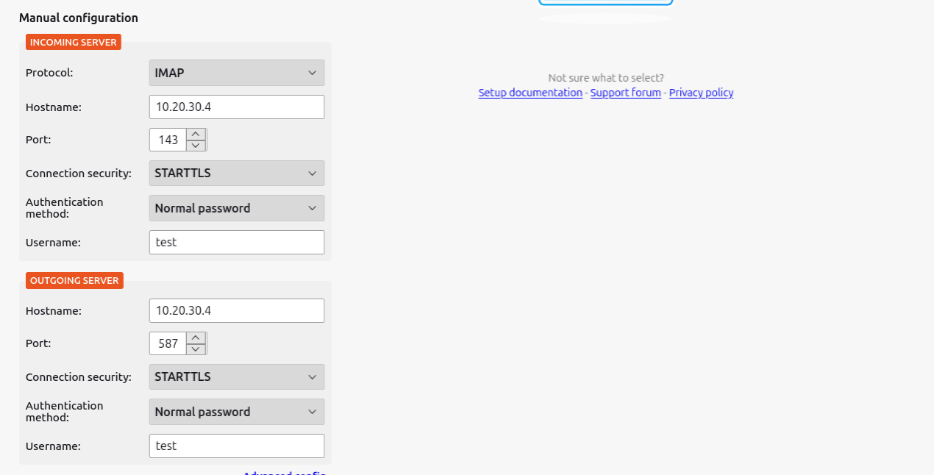 Manual configuration
INCOMING SERVER
Protocol: IMAP
Hostname: 10.20.30.4
Port: 143
Connection security: STARTTLS
Authentication
method: Normal password
Username: test
OUTGOING SERVER
Hostname: 10.20.30.4
Port: 587
Connection security: STARTTLS
Authentication
method: Normal password
Username: test
Advanced config
Not sure what to select?
Setup documentation - Support forum - Privacy policy